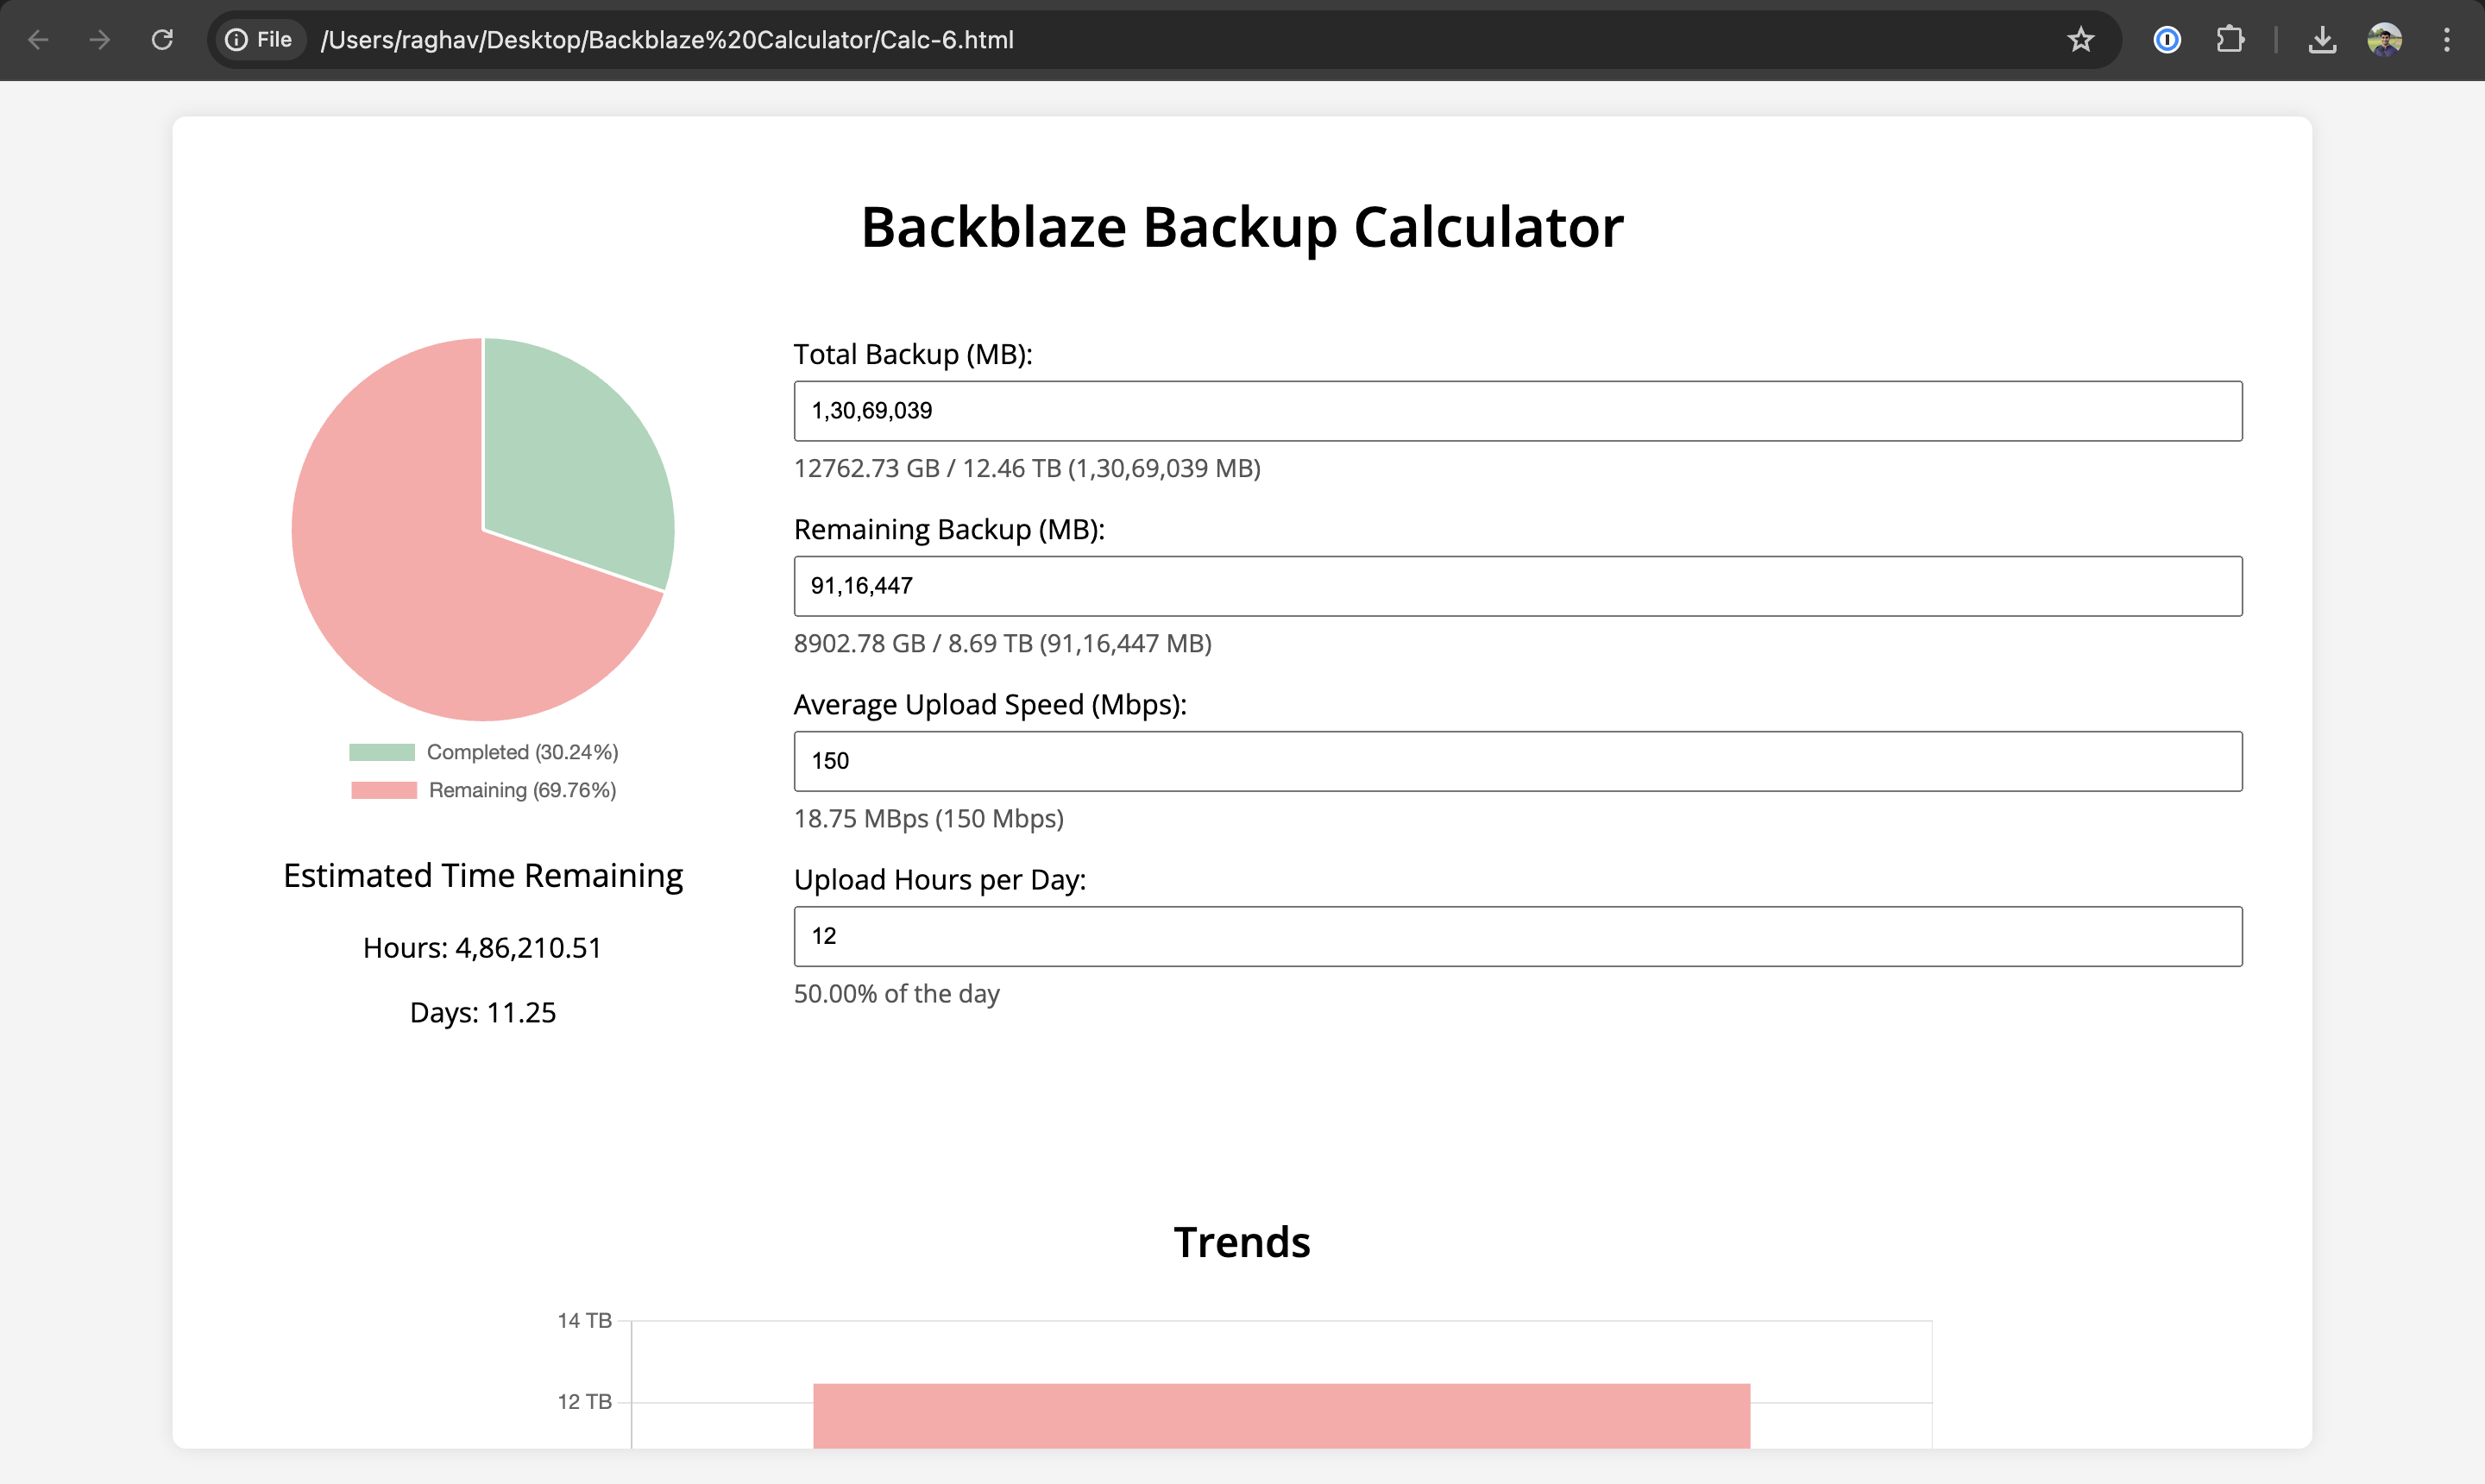 File /Users/raghav/Desktop/Backblaze%20Calculator/Calc-6.html
Backblaze Backup Calculator
Completed (30.24%)
Remaining (69.76%)
Estimated Time Remaining
Hours: 4,86,210.51
Days: 11.25
Total Backup (MB):
1,30,69,039
12762.73 GB / 12.46 TB (1,30,69,039 MB)
Remaining Backup (MB):
91,16,447
8902.78 GB / 8.69 TB (91,16,447 MB)
Average Upload Speed (Mbps):
150
18.75 MBps (150 Mbps)
Upload Hours per Day:
12
50.00% of the day
Trends
14 TB
12 TB